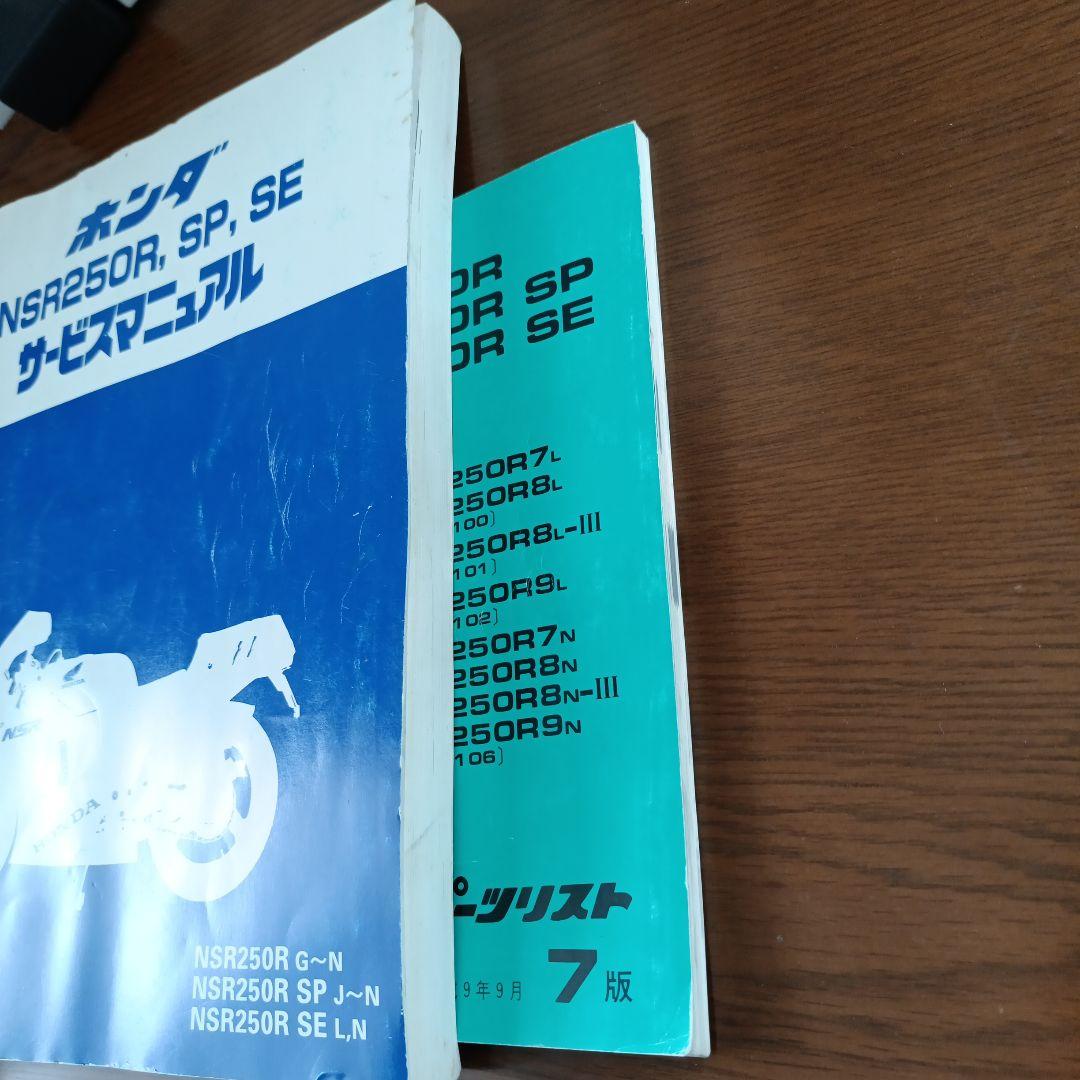 ホンダ
NSR250R, SP, SE
サービスマニュアル
HONDA
NSR250R G~N
NSR250R SP J~N
NSR250R SE L,N
0R
0R SP
0R SE
250R7L
250R8L
100)
250R8L-III
101)
250R9L
102)
250R7N
250R8N
250R8N-III
250R9N
106)
パーツリスト
9年9月 7版